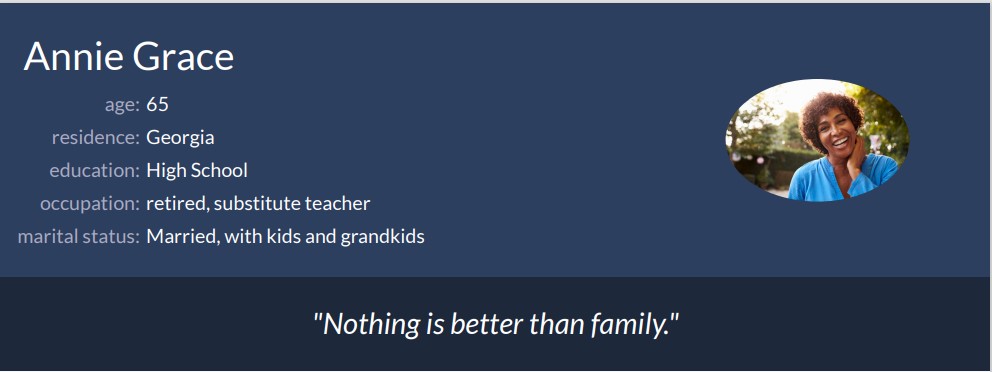 Annie Grace
age: 65
residence: Georgia
education: High School
occupation: retired, substitute teacher
marital status: Married, with kids and grandkids
"Nothing is better than family."